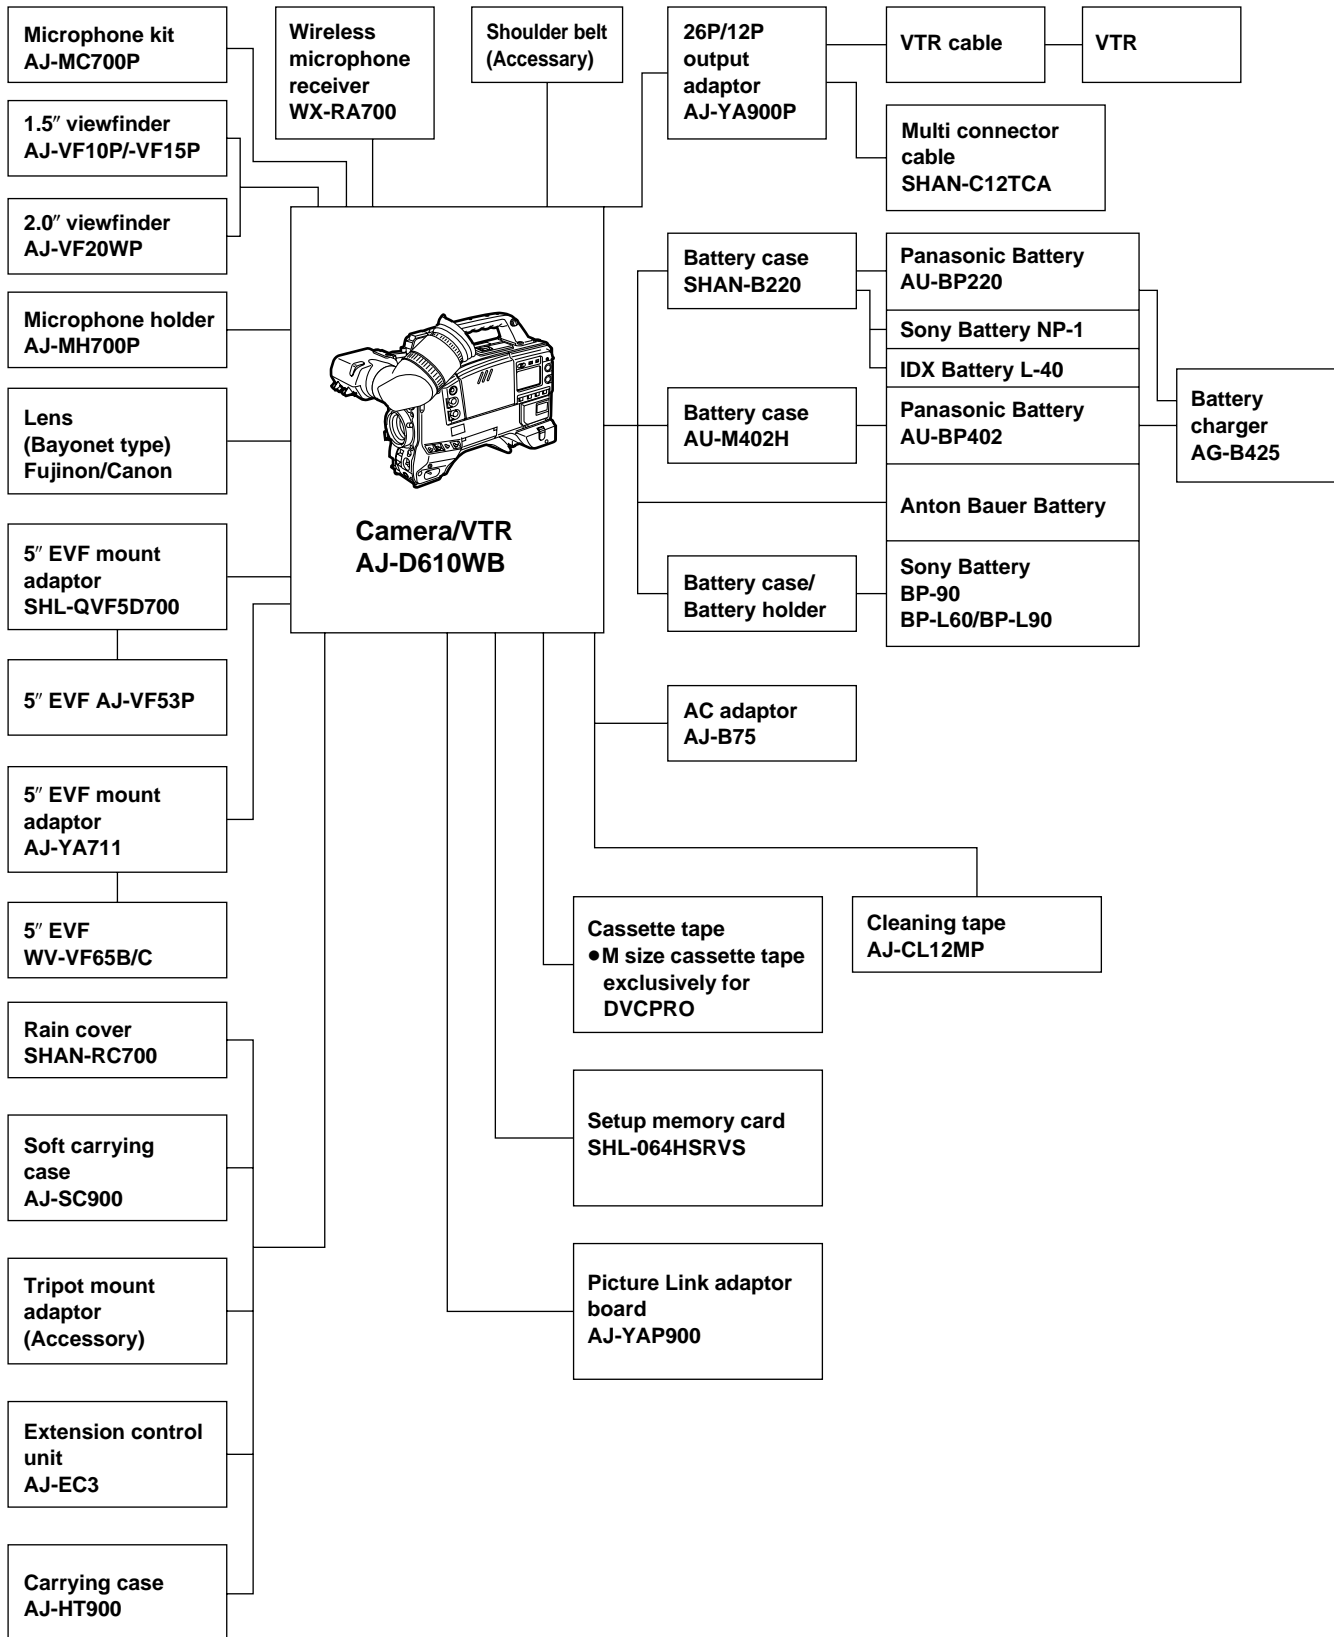 Microphone kit
AJ-MC700P
Wireless
microphone
receiver
WX-RA700
Shoulder belt
(Accessary)
26P/12P
output
adaptor
AJ-YA900P
VTR cable
VTR
1.5″ viewfinder
AJ-VF10P/-VF15P
Multi connector
cable
SHAN-C12TCA
2.0″ viewfinder
AJ-VF20WP
Battery case
SHAN-B220
Panasonic Battery
AU-BP220
Microphone holder
AJ-MH700P
Sony Battery NP-1
IDX Battery L-40
Lens
(Bayonet type)
Fujinon/Canon
Battery case
AU-M402H
Panasonic Battery
AU-BP402
Battery
charger
AG-B425
Anton Bauer Battery
Camera/VTR
AJ-D610WB
5″ EVF mount
adaptor
SHL-QVF5D700
Battery case/
Battery holder
Sony Battery
BP-90
BP-L60/BP-L90
5″ EVF AJ-VF53P
AC adaptor
AJ-B75
5″ EVF mount
adaptor
AJ-YA711
5″ EVF
WV-VF65B/C
Cassette tape
●M size cassette tape
exclusively for
DVCPRO
Cleaning tape
AJ-CL12MP
Rain cover
SHAN-RC700
Setup memory card
SHL-064HSRVS
Soft carrying
case
AJ-SC900
Tripot mount
adaptor
(Accessory)
Picture Link adaptor
board
AJ-YAP900
Extension control
unit
AJ-EC3
Carrying case
AJ-HT900